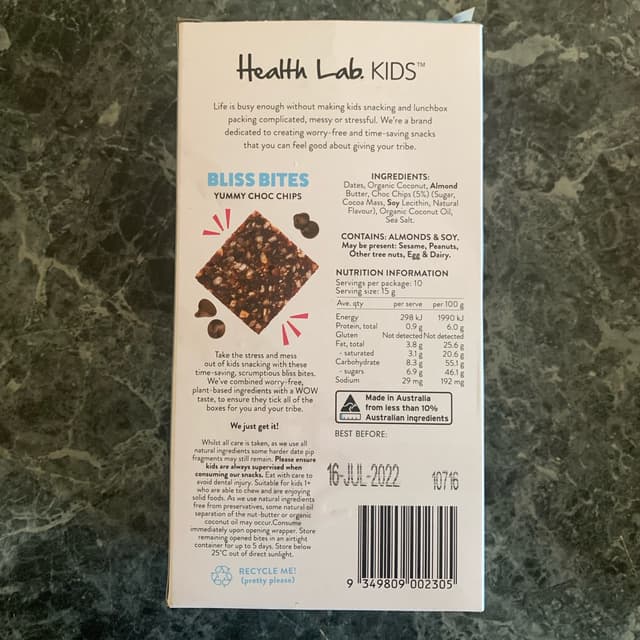 Health Lab. KIDS™
Life is busy enough without making kids snacking and lunchbox
packing complicated, messy or stressful. We're a brand
dedicated to creating worry-free and time-saving snacks
that you can feel good about giving your tribe.
BLISS BITES
YUMMY CHOC CHIPS
Take the stress and mess
out of kids snacking with these
time-saving, scrumptious bliss bites.
We've combined worry-free,
plant-based ingredients with a WOW
taste, to ensure they tick all of the
boxes for you and your tribe.
We just get it!
Whilst all care is taken, as we use all
natural ingredients some harder date pip
fragments may still remain. Please ensure
kids are always supervised when
consuming our snacks. Eat with care to
avoid dental injury. Suitable for kids 1+
who are able to chew and are enjoying
solid foods. As we use natural ingredients
free from preservatives, some natural oil
separation of the nut-butter or organic
coconut oil may occur.Consume
immediately upon opening wrapper. Store
remaining opened bites in an airtight
container for up to 5 days. Store below
25°C out of direct sunlight.
RECYCLE ME!
(pretty please)
INGREDIENTS:
Dates, Organic Coconut, Almond
Butter, Choc Chips (5%) (Sugar,
Cocoa Mass, Soy Lecithin, Natural
Flavour), Organic Coconut Oil,
Sea Salt.
CONTAINS: ALMONDS & SOY.
May be present: Sesame, Peanuts,
Other tree nuts, Egg & Dairy.
NUTRITION INFORMATION
Servings per package: 10
Serving size: 15 g
Ave. qty per serve per 100 g
Energy 298 kJ 1990 kJ
Protein, total 0.9 g 6.0 g
Gluten Not detected Not detected
Fat, total 3.8 g 25.6 g
- saturated 3.1 g 20.6 g
Carbohydrate 8.3 g 55.1 g
- sugars 6.9 g 46.1 g
Sodium 29 mg 192 mg
Made in Australia
from less than 10%
Australian ingredients
BEST BEFORE:
16-JUL-2022 10716
9 349809 002305